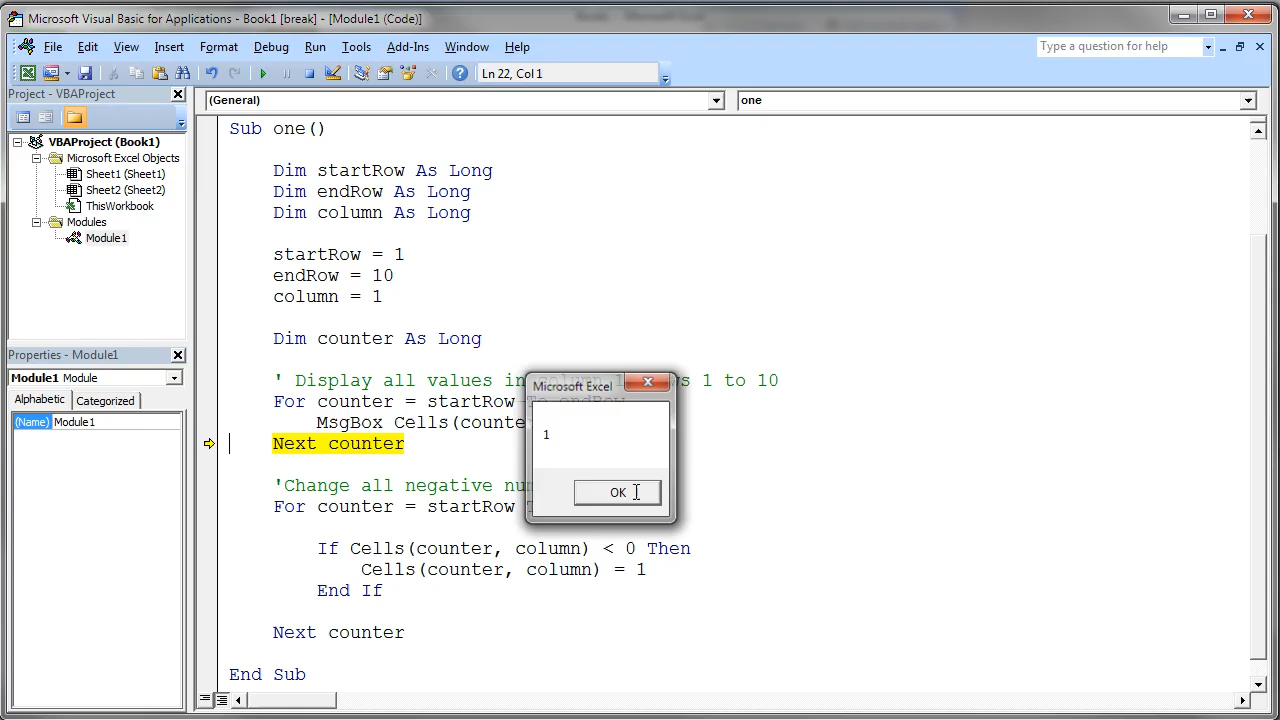 Microsoft Visual Basic for Applications - Book1 [break] - [Module1 (Code)]
File Edit View Insert Format Debug Run Tools Add-Ins Window Help
Type a question for help
Ln 22, Col 1
Project - VBAProject
(General)
one
VBAProject (Book1)
Microsoft Excel Objects
Sheet1 (Sheet1)
Sheet2 (Sheet2)
ThisWorkbook
Modules
Module1
Properties - Module1
Module1 Module
Alphabetic Categorized
(Name) Module1
Sub one()
Dim startRow As Long
Dim endRow As Long
Dim column As Long
startRow = 1
endRow = 10
column = 1
Dim counter As Long
' Display all values in column 1, rows 1 to 10
For counter = startRow To endRow
MsgBox Cells(counte
Next counter
'Change all negative nu
For counter = startRow
If Cells(counter, column) < 0 Then
Cells(counter, column) = 1
End If
Next counter
End Sub
Microsoft Excel
1
OK